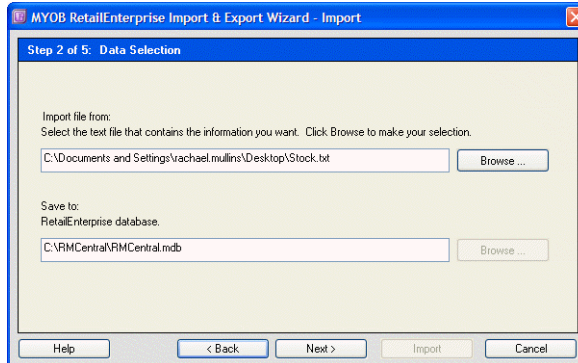 MYOB RetailEnterprise Import & Export Wizard - Import
Step 2 of 5: Data Selection
Import file from:
Select the text file that contains the information you want. Click Browse to make your selection.
C:\Documents and Settings\rachael.mullins\Desktop\Stock.txt
Browse ...
Save to:
RetailEnterprise database.
C:\RMCentral\RMCentral.mdb
Browse ...
Help
< Back
Next >
Import
Cancel